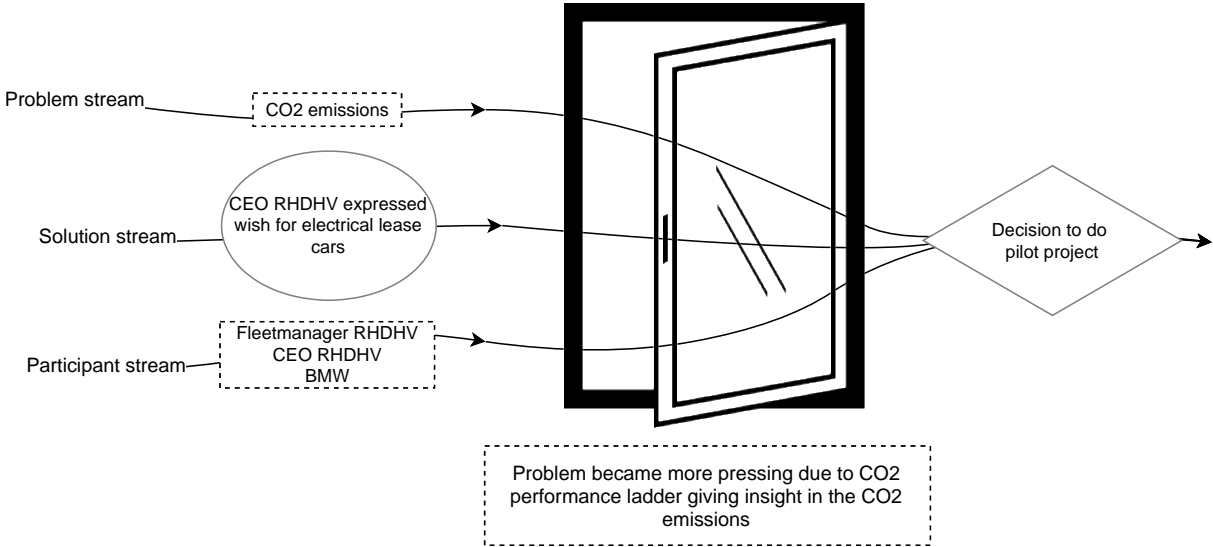 Problem stream
CO2 emissions
CEO RHDHV expressed
wish for electrical lease
cars
Solution stream
Decision to do
pilot project
Fleetmanager RHDHV
CEO RHDHV
BMW
Participant stream
Problem became more pressing due to CO2
performance ladder giving insight in the CO2
emissions